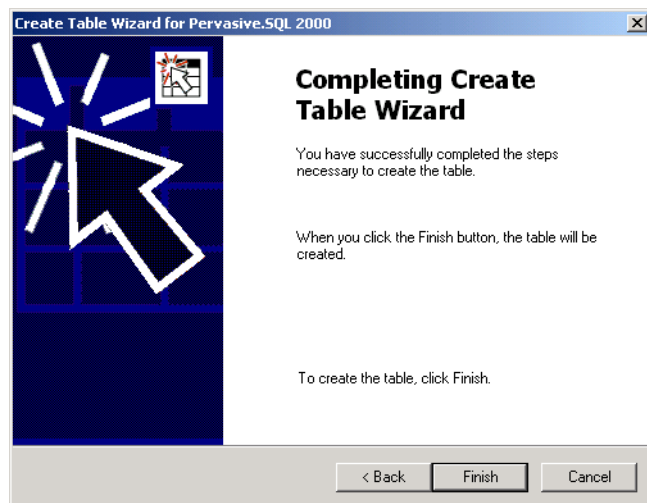 Create Table Wizard for Pervasive.SQL 2000
Completing Create
Table Wizard
You have successfully completed the steps
necessary to create the table.
When you click the Finish button, the table will be
created.
To create the table, click Finish.
< Back Finish Cancel